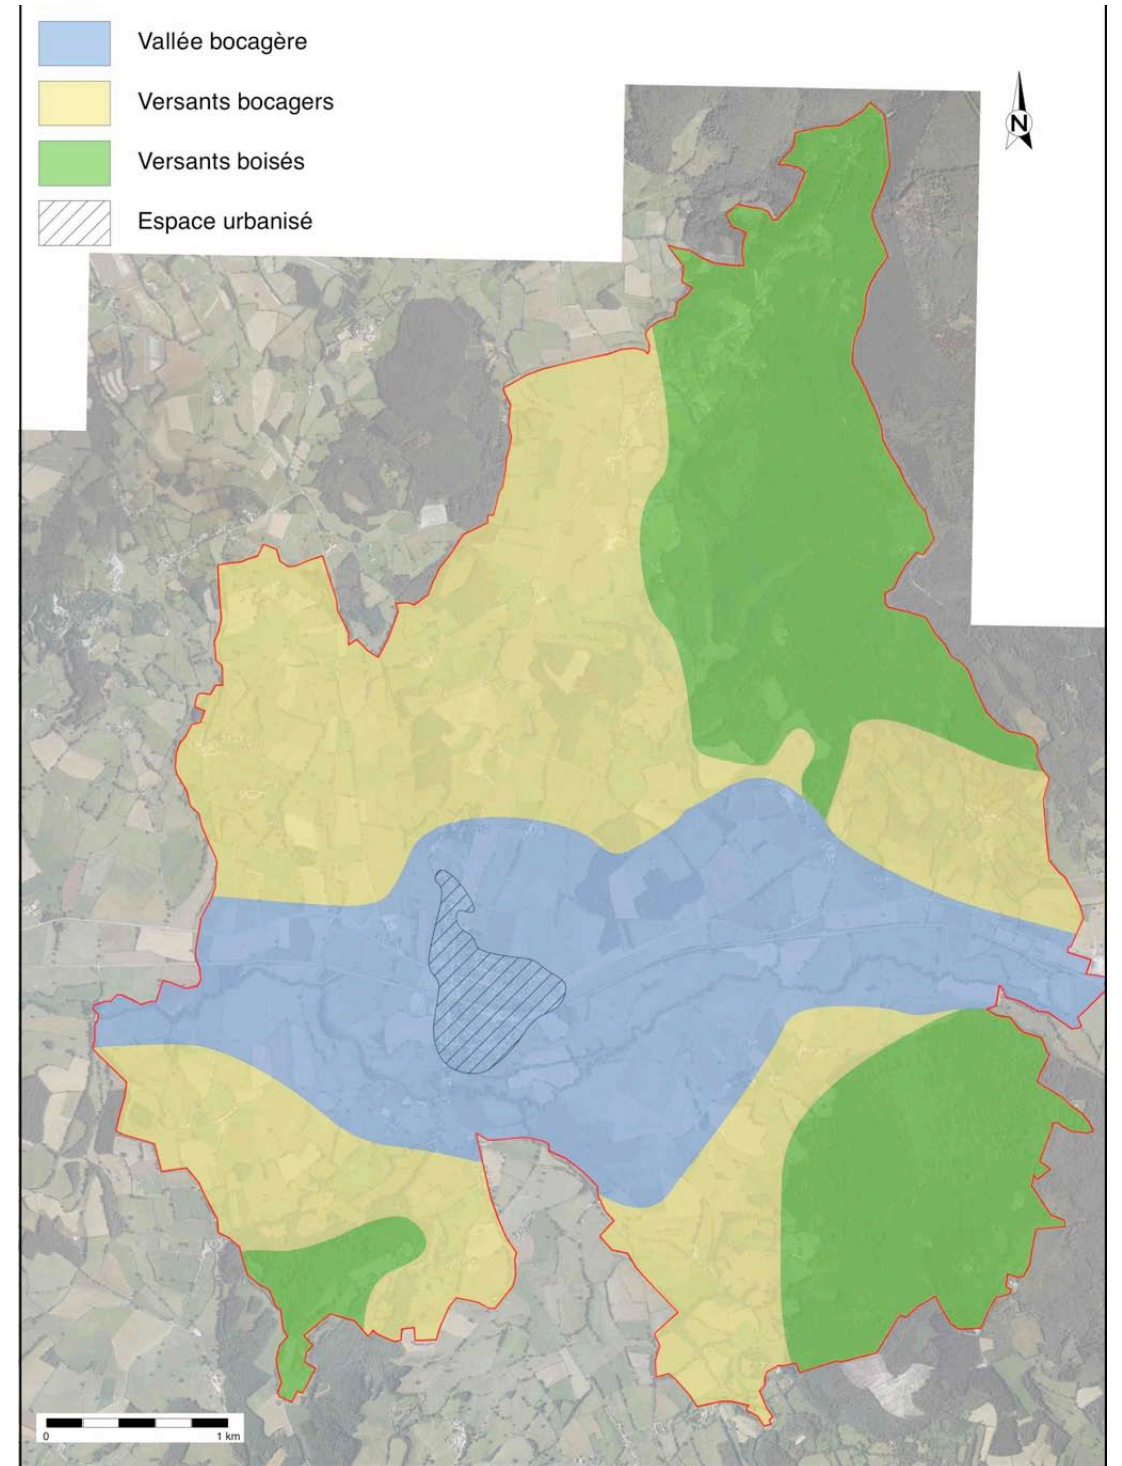 Vallée bocagère
Versants bocagers
Versants boisés
Espace urbanisé
N
0 1 km